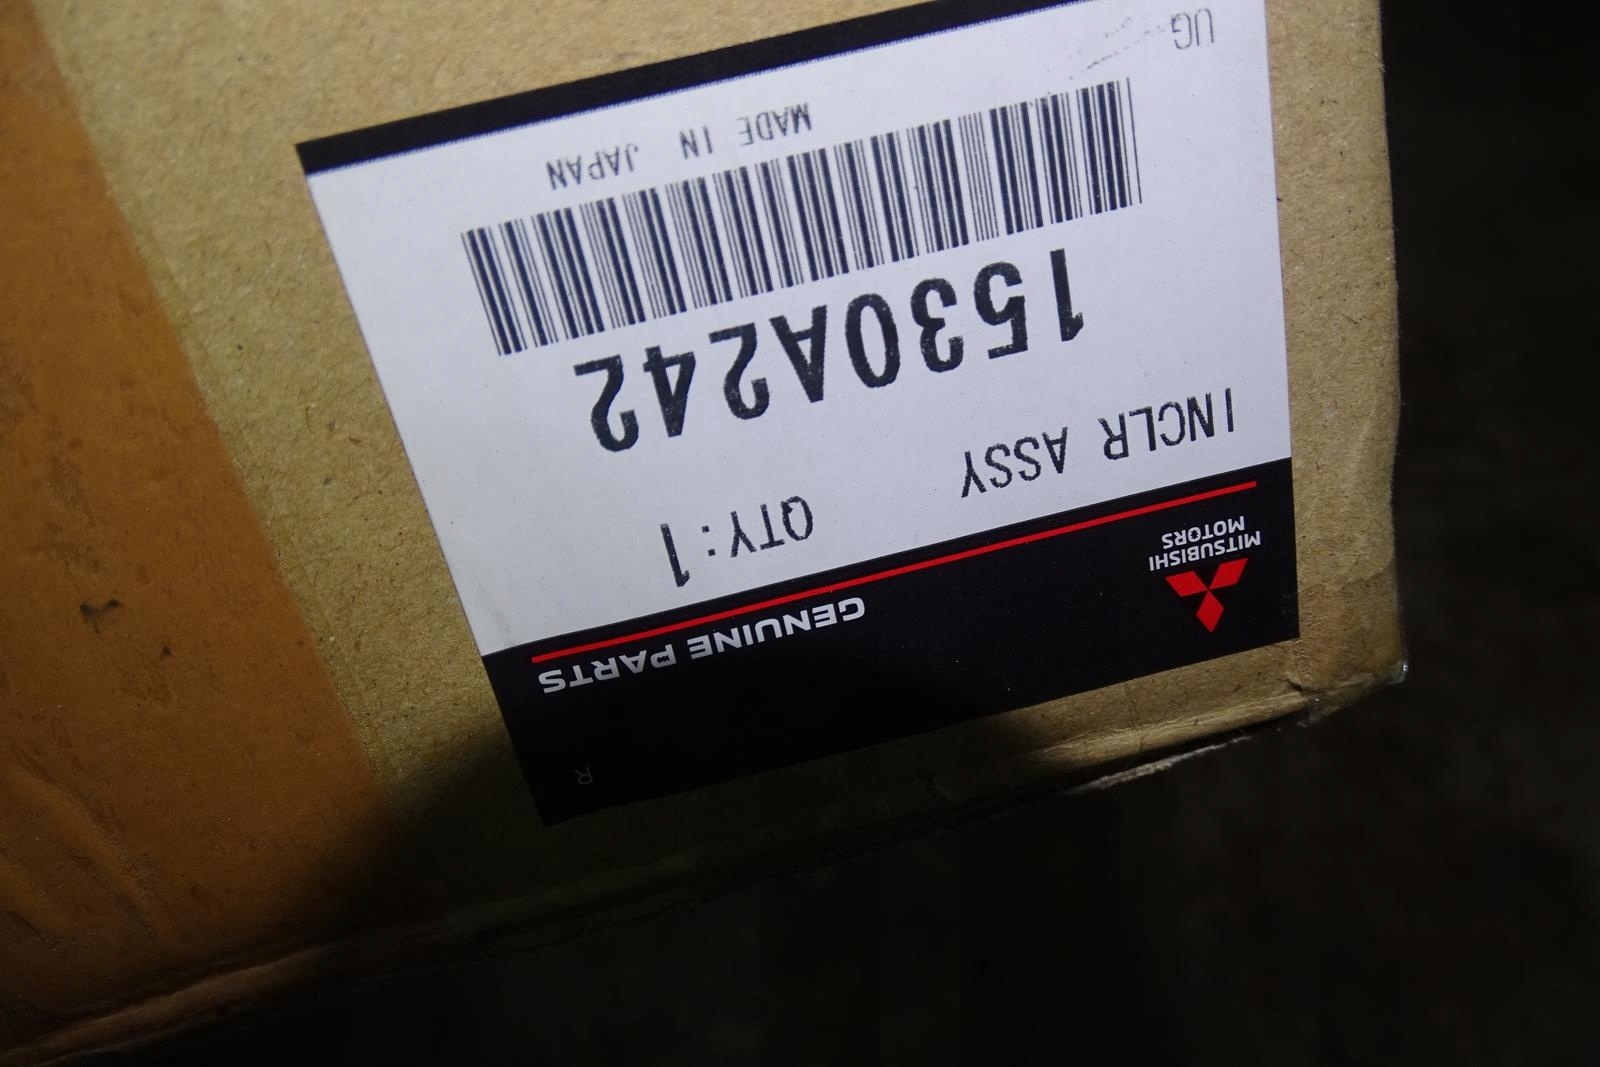 R
MITSUBISHI
MOTORS
GENUINE PARTS
INCLR ASSY QTY:1
1530A242
MADE IN JAPAN
UG